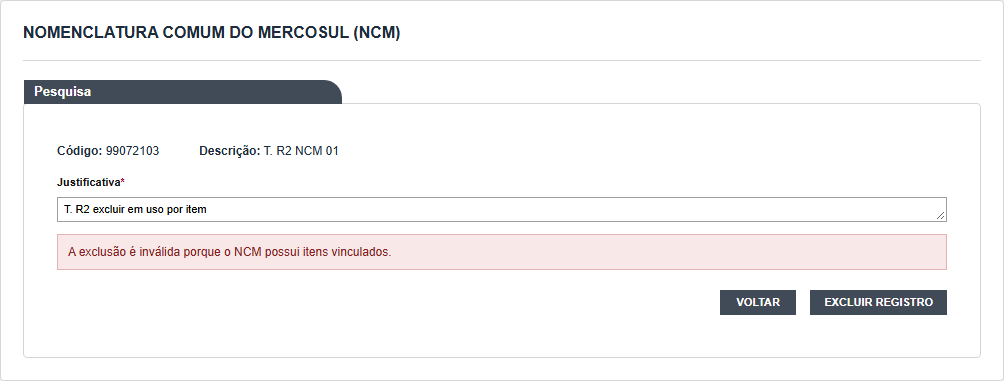 NOMENCLATURA COMUM DO MERCOSUL (NCM)
Pesquisa
Código: 99072103 Descrição: T. R2 NCM 01
Justificativa*
T. R2 excluir em uso por item
A exclusão é inválida porque o NCM possui itens vinculados.
VOLTAR EXCLUIR REGISTRO